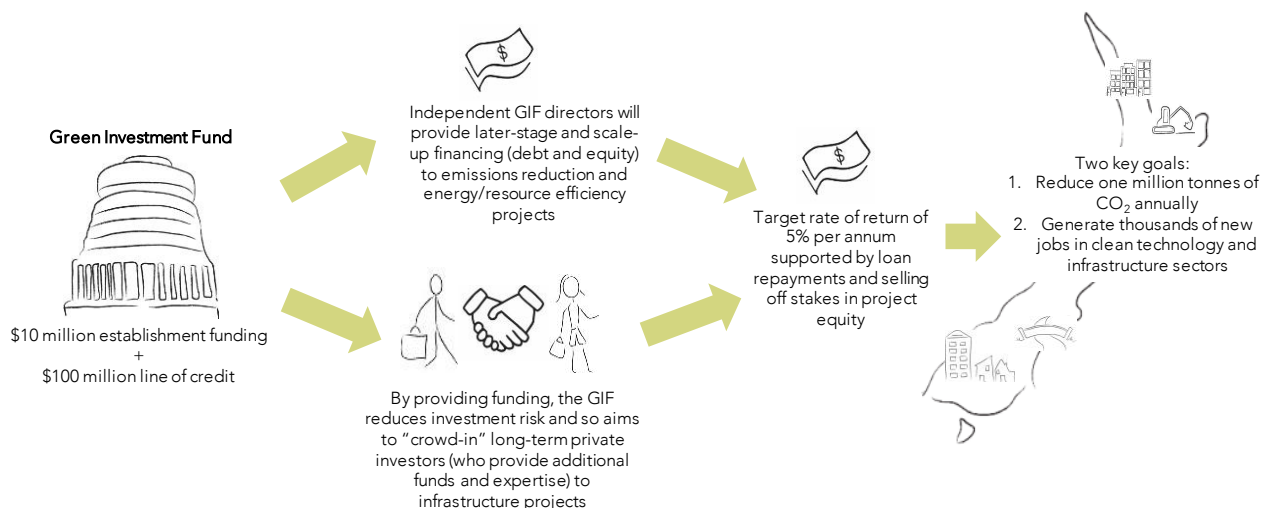 Green Investment Fund
$10 million establishment funding
+
$100 million line of credit
$
Independent GIF directors will
provide later-stage and scale-
up financing (debt and equity)
to emissions reduction and
energy/resource efficiency
projects
By providing funding, the GIF
reduces investment risk and so aims
to “crowd-in” long-term private
investors (who provide additional
funds and expertise) to
infrastructure projects
$
Target rate of return of
5% per annum
supported by loan
repayments and selling
off stakes in project
equity
Two key goals:
1. Reduce one million tonnes of
CO₂ annually
2. Generate thousands of new
jobs in clean technology and
infrastructure sectors